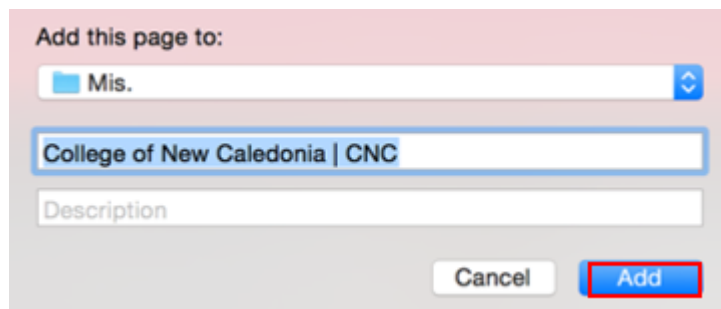 Add this page to:
Mis.
College of New Caledonia | CNC
Description
Cancel Add